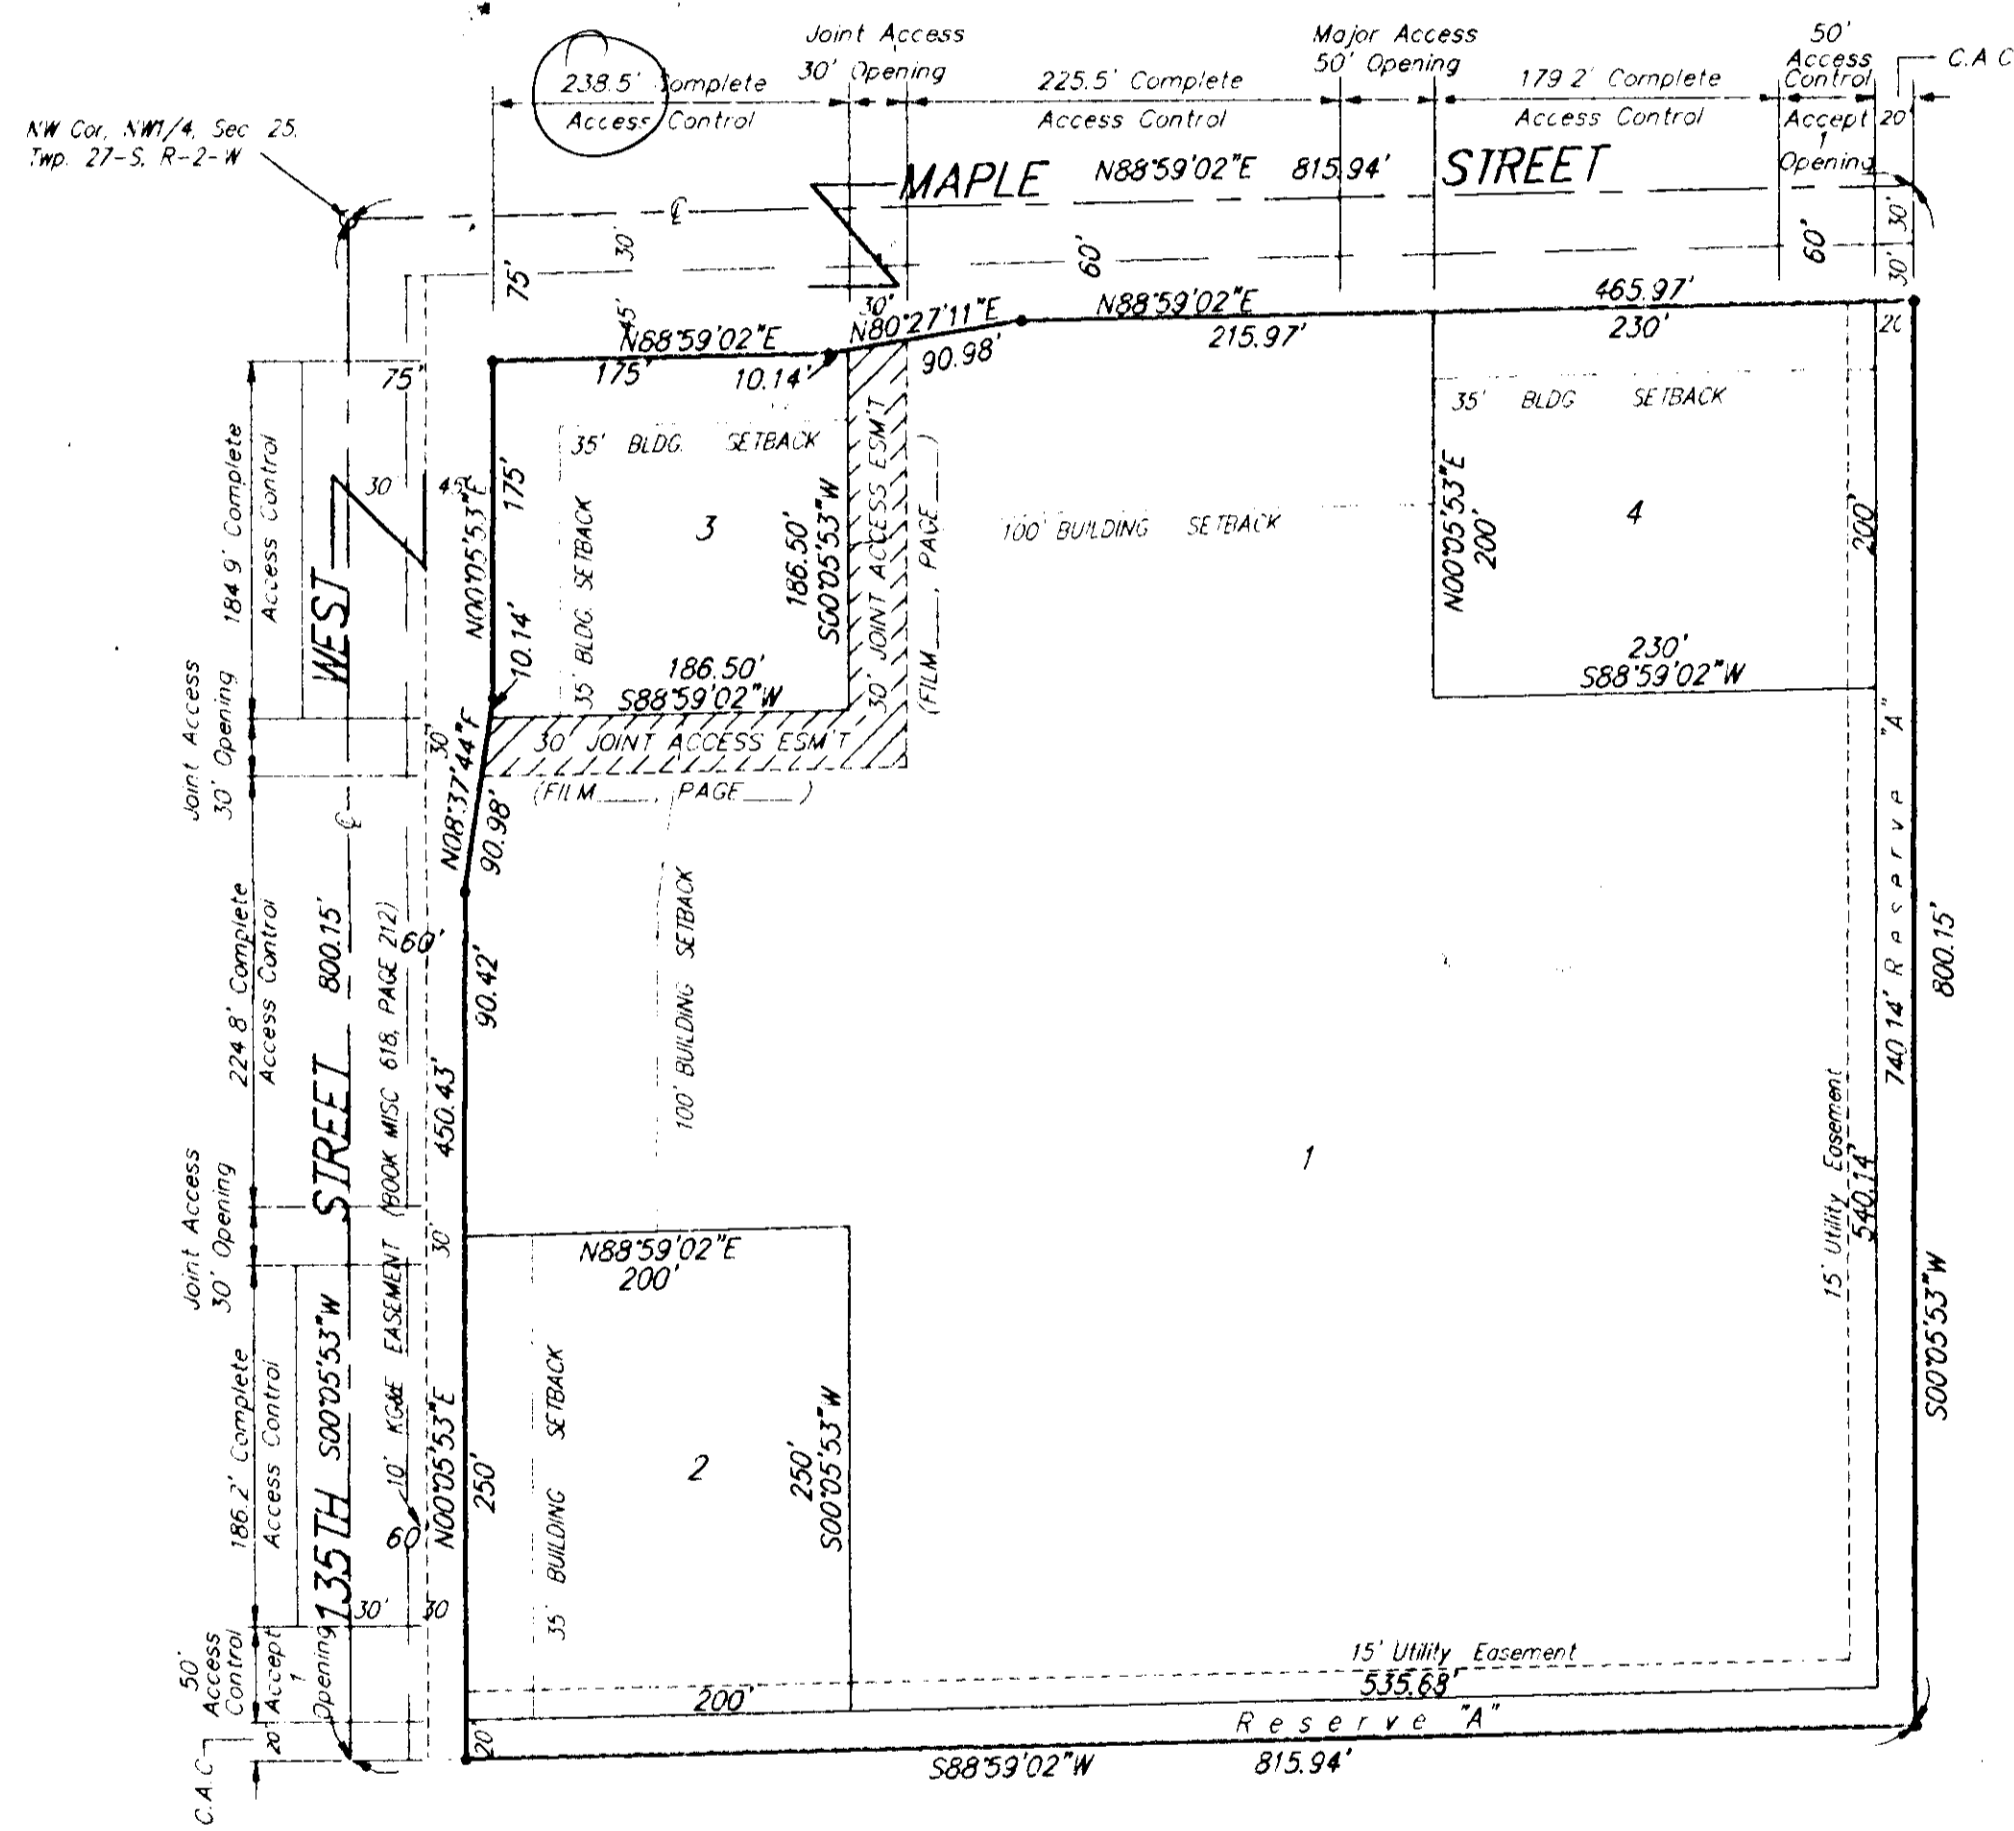 Joint Access
30' Opening
Major Access
50' Opening
50'
Access
Control
Accept
1
Opening
C.A.C
238.5' Complete
Access Control
225.5' Complete
Access Control
179.2' Complete
Access Control
20'
NW Cor, NW1/4, Sec 25,
Twp. 27-S, R-2-W
MAPLE N88°59'02"E 815.94' STREET
℄
30'
75'
45'
60'
60'
30'
30'
N88°59'02"E
175'
10.14'
30'
N80°27'11"E
90.98'
N88°59'02"E
215.97'
465.97'
230'
20
75'
30
45'
184.9' Complete
Access Control
Joint Access
30' Opening
224.8' Complete
Access Control
Joint Access
30' Opening
186.2' Complete
Access Control
50'
Access
Control
Accept
1
Opening
20'
C.A.C
135TH S00°05'53"W STREET 800.15' ℄ WEST
10' KG&E EASEMENT (BOOK MISC 618, PAGE 212)
N00°05'53"E
175'
10.14'
35' BLDG. SETBACK
35' BLDG. SETBACK
3
186.50'
S00°05'53"W
186.50'
S88°59'02"W
30' JOINT ACCESS ESM'T
(FILM____, PAGE____)
30' JOINT ACCESS ESM'T
(FILM____, PAGE____)
100' BUILDING SETBACK
35' BLDG SETBACK
N00°05'53"E
200'
4
200'
230'
S88°59'02"W
30'
N08°37'44"E
90.98'
60'
90.42'
450.43'
30'
100' BUILDING SETBACK
1
740.14' Reserve "A"
800.15'
S00°05'53"W
15' Utility Easement
540.14'
N88°59'02"E
200'
N00°05'53"E
250'
35' BUILDING SETBACK
2
250'
S00°05'53"W
60
30'
30
15' Utility Easement
535.68'
200'
20'
Reserve "A"
S88°59'02"W 815.94'